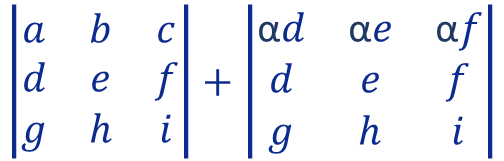 |a b c| + |αd αe αf|
|d e f| |d e f|
|g h i| |g h i|